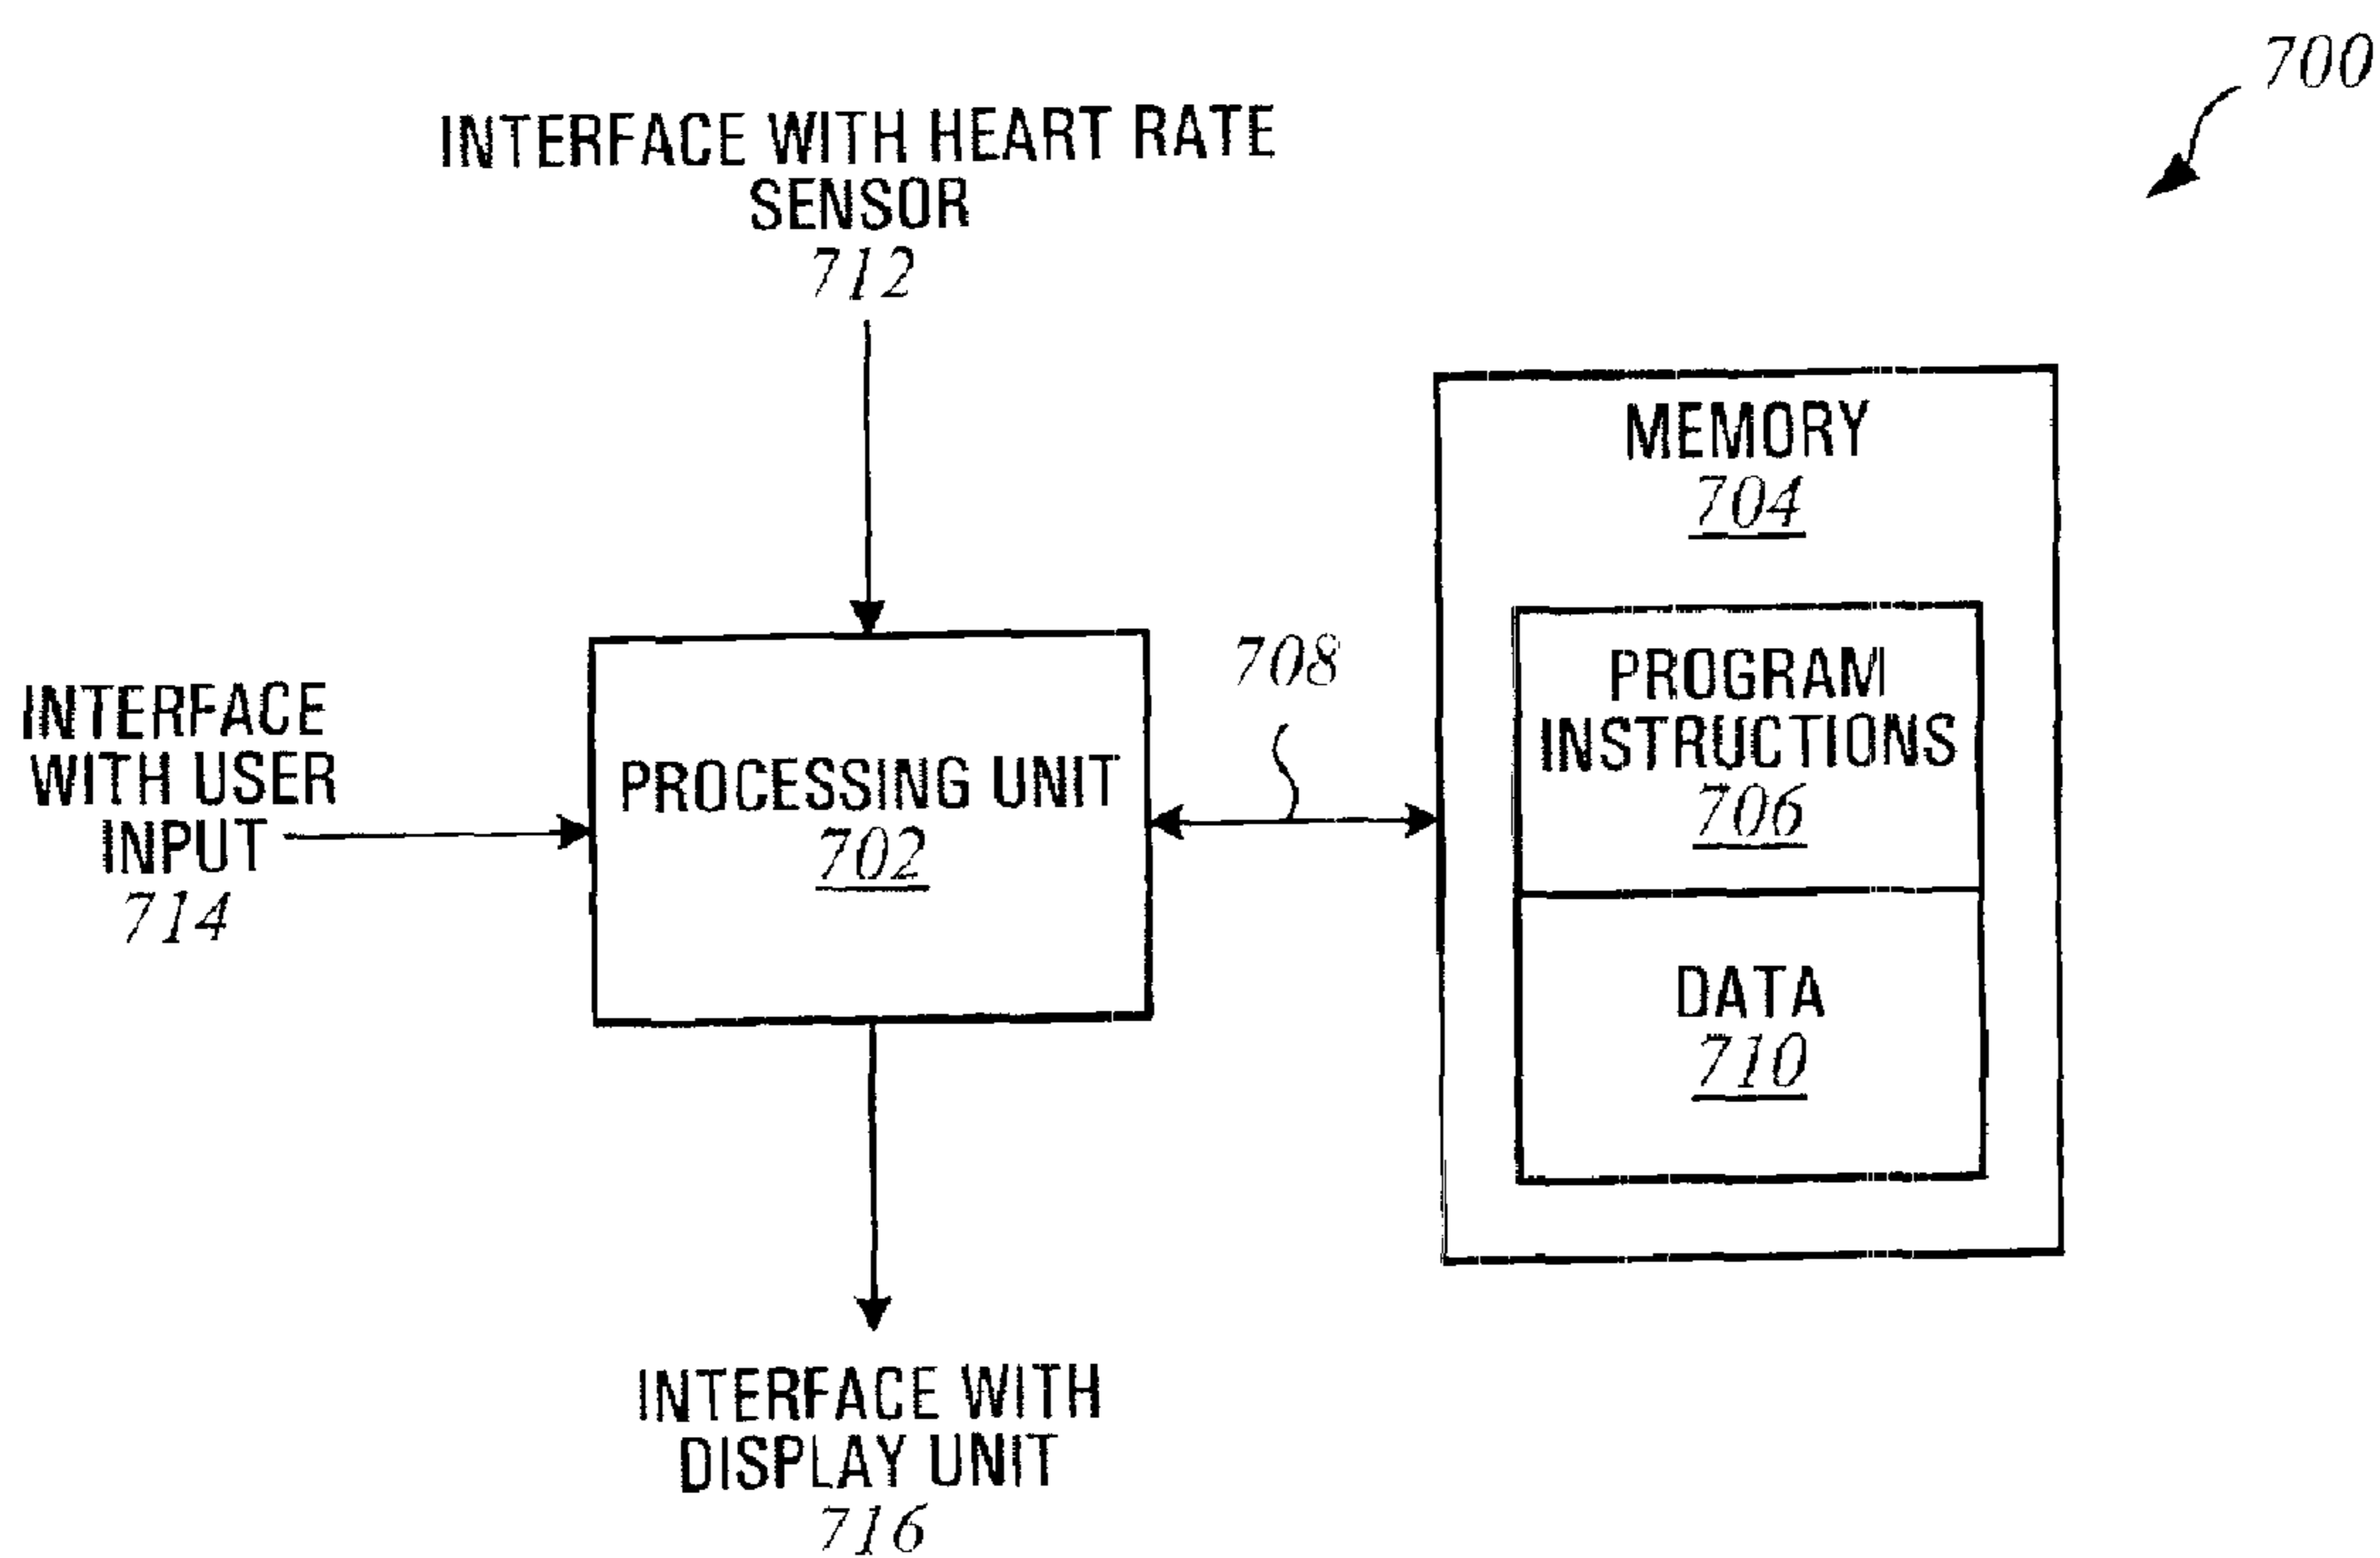 700
INTERFACE WITH HEART RATE
SENSOR
712
MEMORY
704
708
PROGRAM
INSTRUCTIONS
706
INTERFACE
WITH USER
INPUT
714
PROCESSING UNIT
702
DATA
710
INTERFACE WITH
DISPLAY UNIT
716